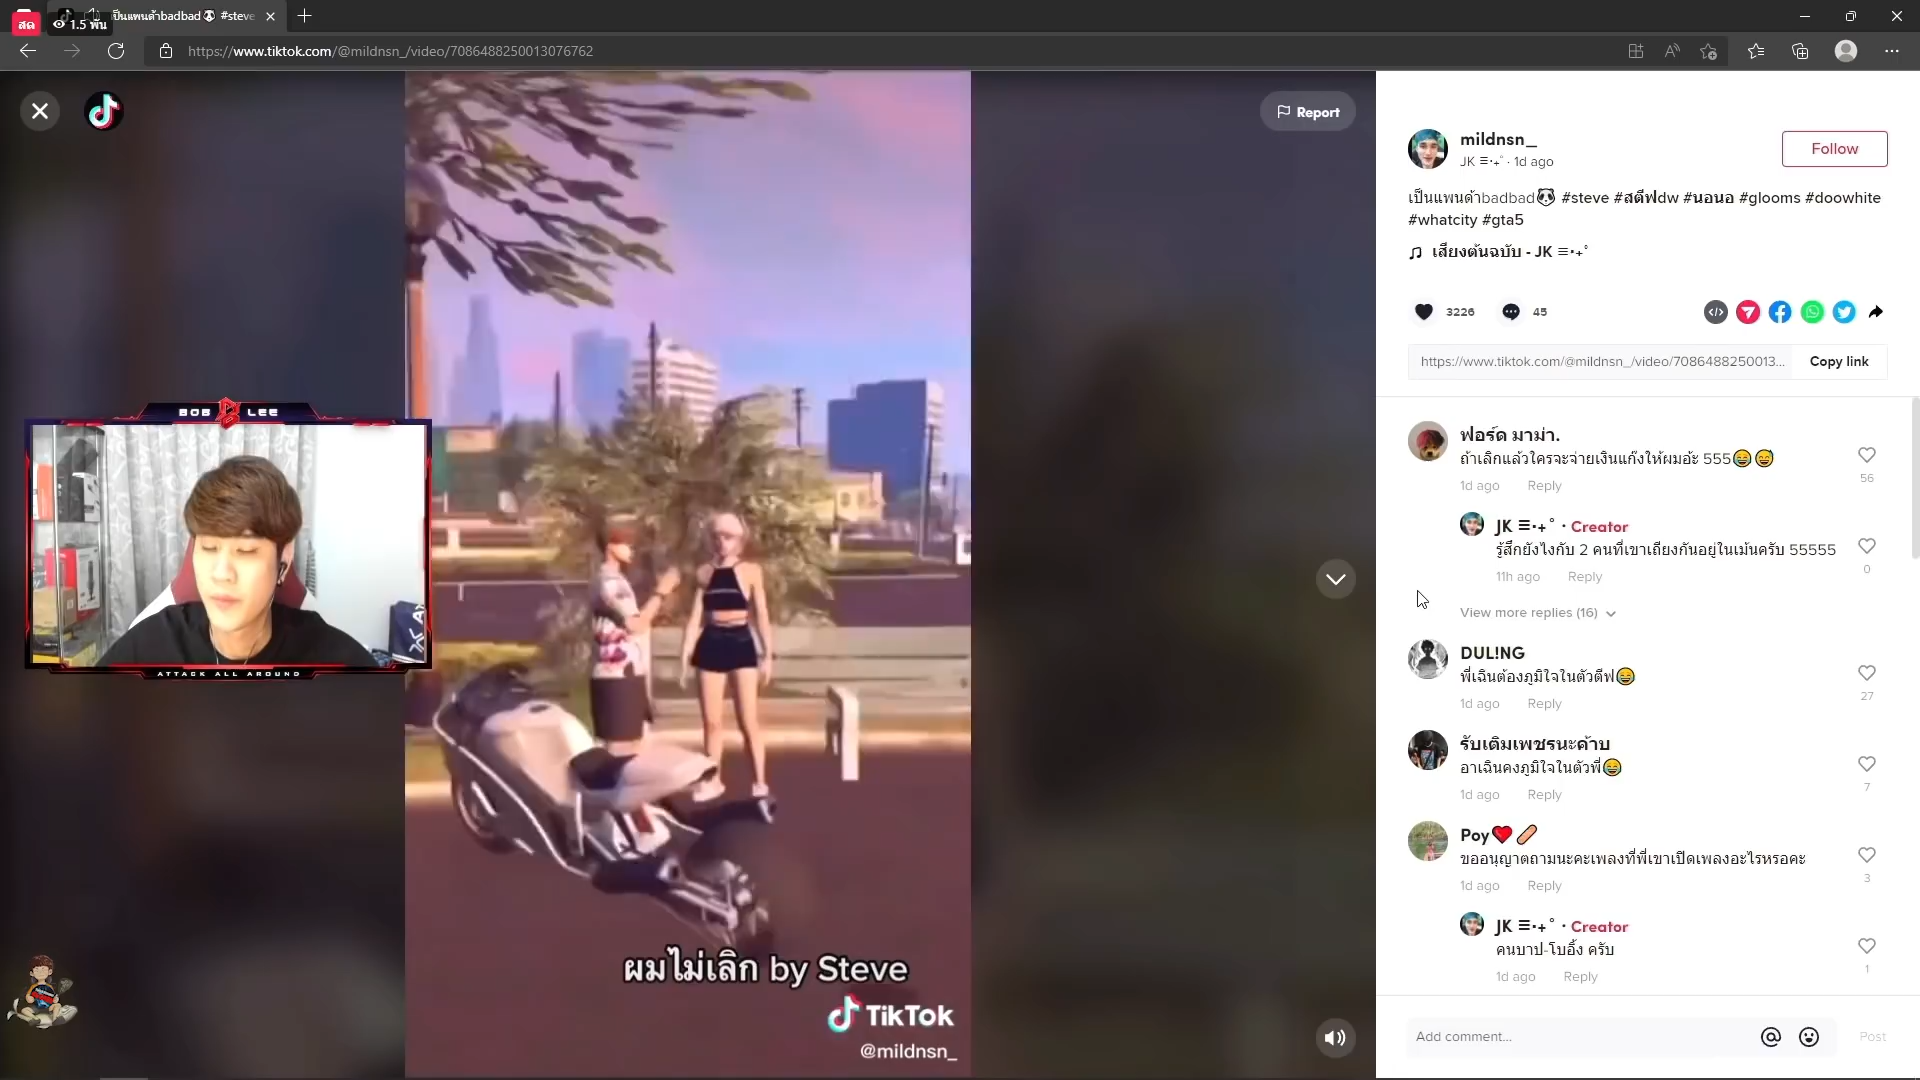 สด
1.5 พัน
เป็นแพนด้าbadbad🐼 #steve
https://www.tiktok.com/@mildnsn_/video/7086488250013076762
Report
BOB LEE
ATTACK ALL AROUND
ผมไม่เลิก by Steve
TikTok
@mildnsn_
mildnsn_
JK ≡·₊˚ · 1d ago
Follow
เป็นแพนด้าbadbad🐼 #steve #สตีฟdw #นอนอ #glooms #doowhite
#whatcity #gta5
เสียงต้นฉบับ - JK ≡·₊˚
3226
45
https://www.tiktok.com/@mildnsn_/video/7086488250013...
Copy link
ฟอร์ด มาม่า.
ถ้าเลิกแล้วใครจะจ่ายเงินแก๊งให้ผมอ้ะ 555😂😅
56
1d ago Reply
JK ≡·₊˚ · Creator
รู้สึกยังไงกับ 2 คนที่เขาเถียงกันอยู่ในเม้นครับ 55555
0
11h ago Reply
View more replies (16)
DUL!NG
พี่เฉินต้องภูมิใจในตัวตีฟ😂
27
1d ago Reply
รับเติมเพชรนะค้าบ
อาเฉินคงภูมิใจในตัวพี่😂
7
1d ago Reply
Poy❤️🩹
ขออนุญาตถามนะคะเพลงที่พี่เขาเปิดเพลงอะไรหรอคะ
3
1d ago Reply
JK ≡·₊˚ · Creator
คนบาป-โบอิ้ง ครับ
1
1d ago Reply
Add comment...
Post